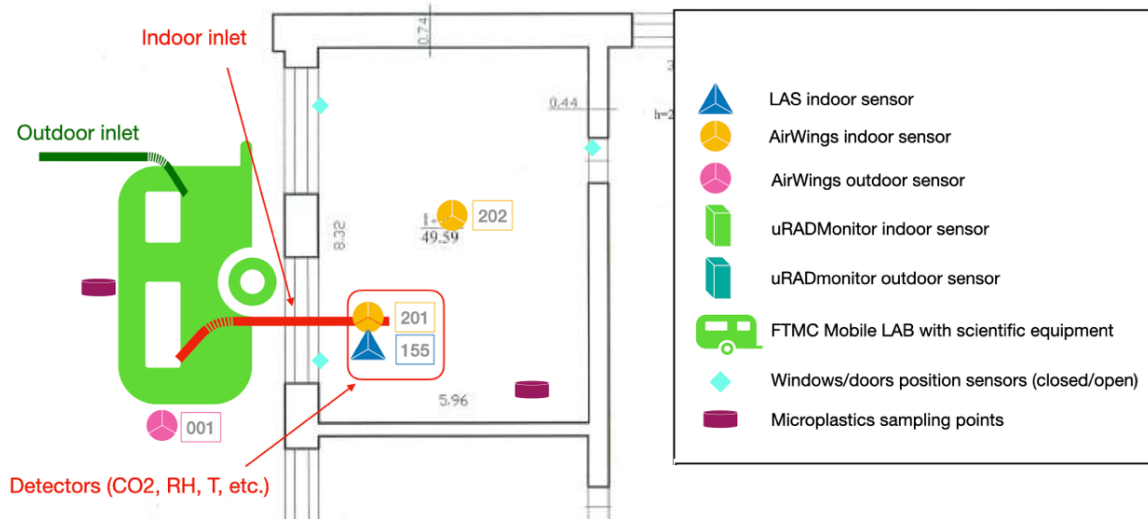 Indoor inlet
Outdoor inlet
0.74
0.44
h=2
8.32
202
49.59
201
155
5.96
001
Detectors (CO2, RH, T, etc.)
LAS indoor sensor
AirWings indoor sensor
AirWings outdoor sensor
uRADMonitor indoor sensor
uRADmonitor outdoor sensor
FTMC Mobile LAB with scientific equipment
Windows/doors position sensors (closed/open)
Microplastics sampling points